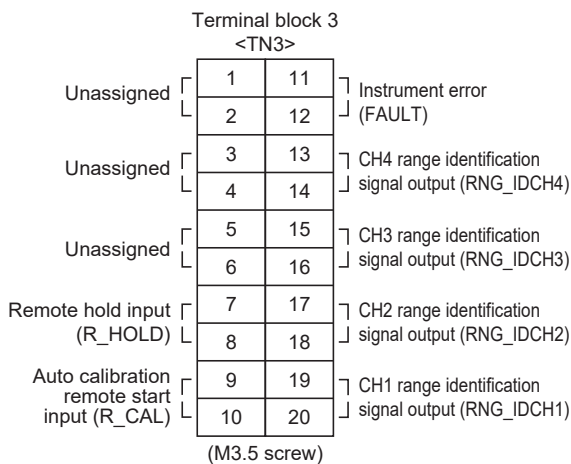 Terminal block 3
<TN3>
Unassigned
1
11
Instrument error
(FAULT)
2
12
Unassigned
3
13
CH4 range identification
signal output (RNG_IDCH4)
4
14
Unassigned
5
15
CH3 range identification
signal output (RNG_IDCH3)
6
16
Remote hold input
(R_HOLD)
7
17
CH2 range identification
signal output (RNG_IDCH2)
8
18
Auto calibration
remote start
input (R_CAL)
9
19
CH1 range identification
signal output (RNG_IDCH1)
10
20
(M3.5 screw)